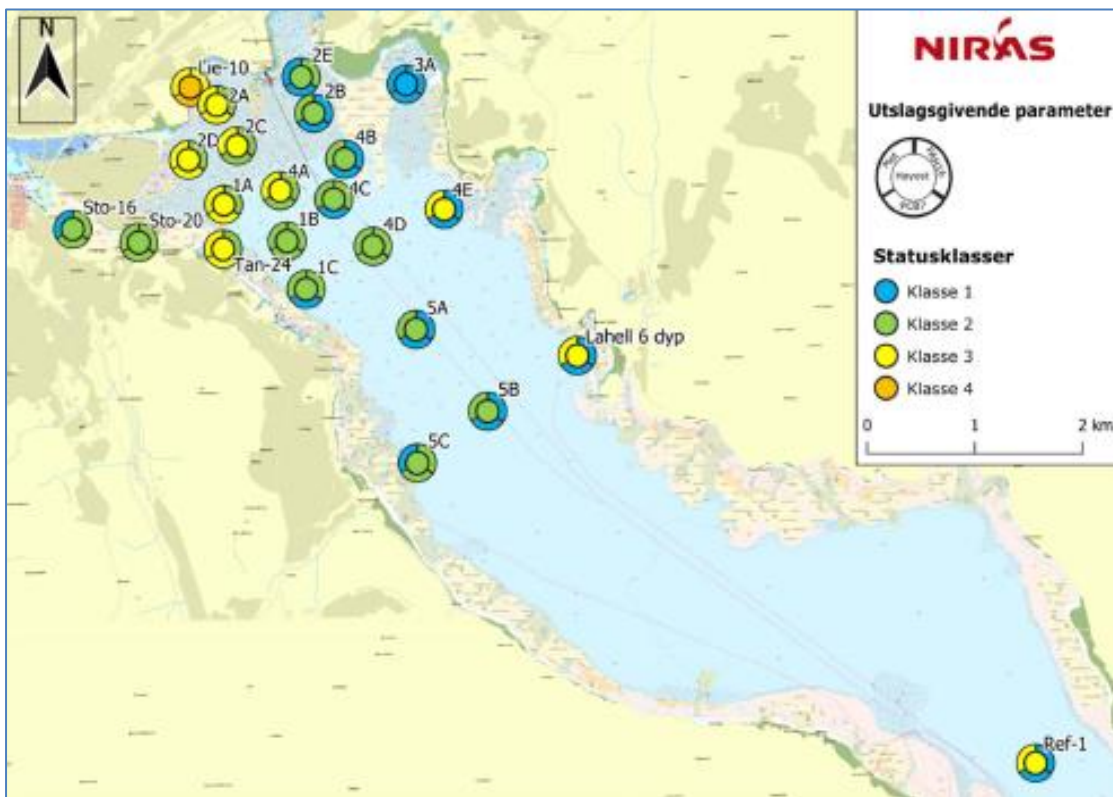 N
NIRAS
Utslagsgivende parameter
Høyest
PCB7
Statusklasser
Klasse 1
Klasse 2
Klasse 3
Klasse 4
0 1 2 km
2E
3A
Lie-10
2A
2B
2C
2D
4B
4A
1A
4C
4E
Sto-16
Sto-20
1B
4D
Tan-24
1C
5A
Lahell 6 dyp
5B
5C
Ref-1